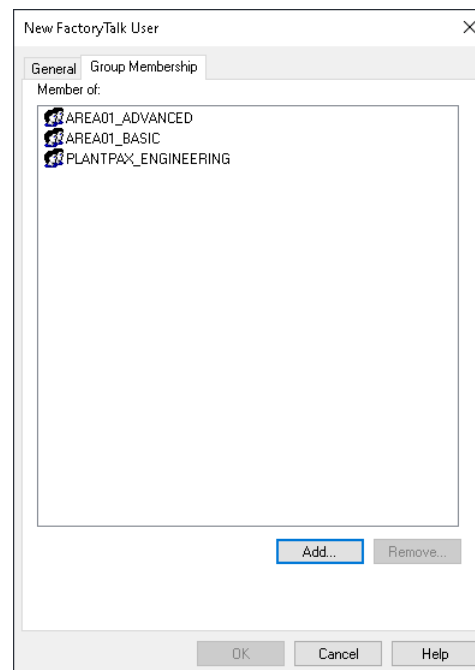 New FactoryTalk User
General Group Membership
Member of:
AREA01_ADVANCED
AREA01_BASIC
PLANTPAX_ENGINEERING
Add... Remove...
OK Cancel Help